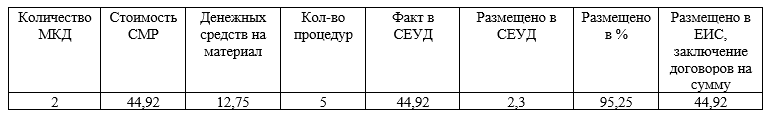 Количество МКД
Стоимость СМР
Денежных средств на материал
Кол-во процедур
Факт в СЕУД
Размещено в СЕУД
Размещено в %
Размещено в ЕИС, заключение договоров на сумму
2 44,92 12,75 5 44,92 2,3 95,25 44,92